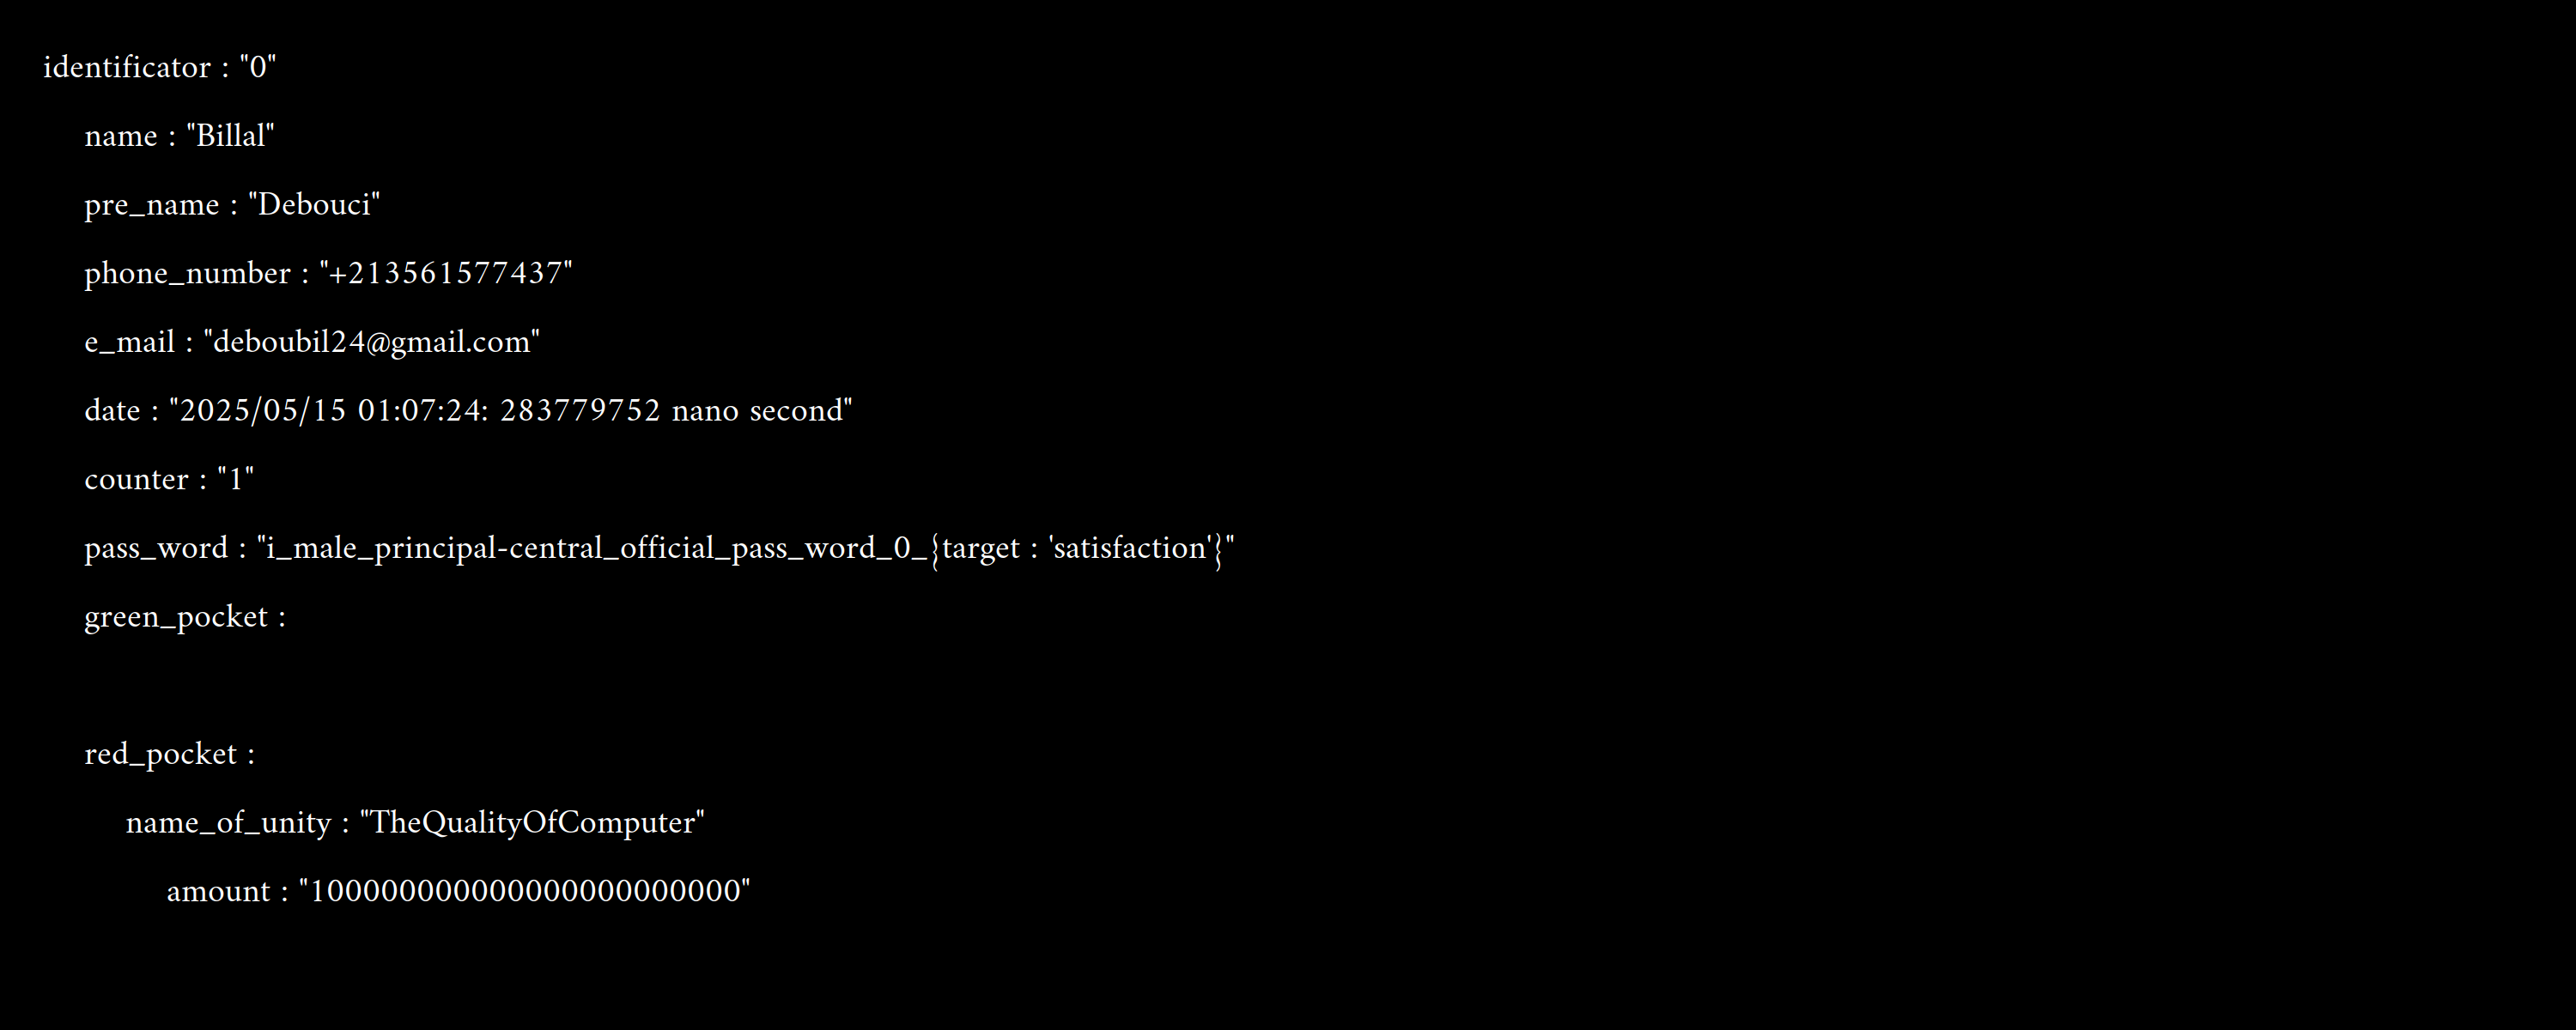 identificator : "0"
name : "Billal"
pre_name : "Debouci"
phone_number : "+213561577437"
e_mail : "deboubil24@gmail.com"
date : "2025/05/15 01:07:24: 283779752 nano second"
counter : "1"
pass_word : "i_male_principal-central_official_pass_word_0_{target : 'satisfaction'}"
green_pocket :
red_pocket :
name_of_unity : "TheQualityOfComputer"
amount : "100000000000000000000000"